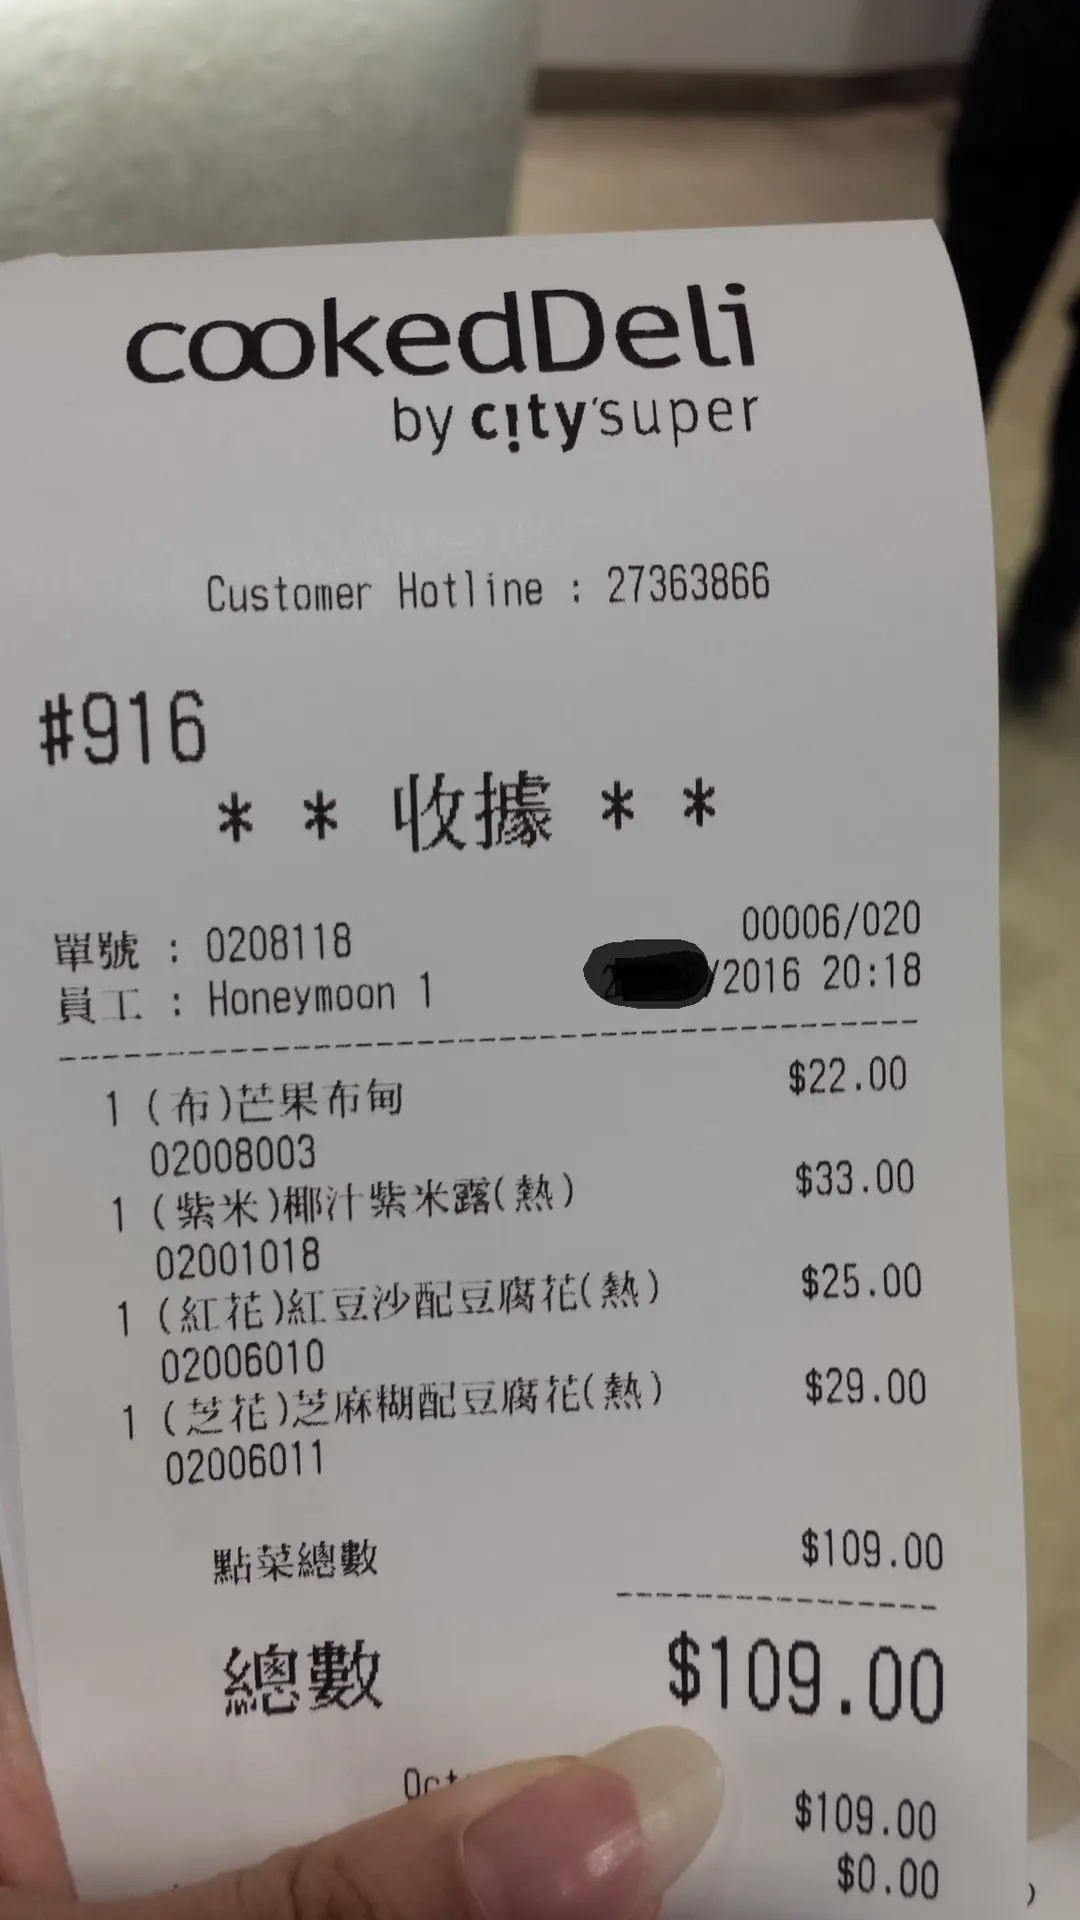 cookedDeli
by c!ty'super
Customer Hotline : 27363866
#916
* * 收據 * *
00006/020
單號 : 0208118
員工 : Honeymoon 1 /2016 20:18
1 (布)芒果布甸 $22.00
02008003
1 (紫米)椰汁紫米露(熱) $33.00
02001018
1 (紅花)紅豆沙配豆腐花(熱) $25.00
02006010
1 (芝花)芝麻糊配豆腐花(熱) $29.00
02006011
點菜總數 $109.00
總數 $109.00
$109.00
$0.00